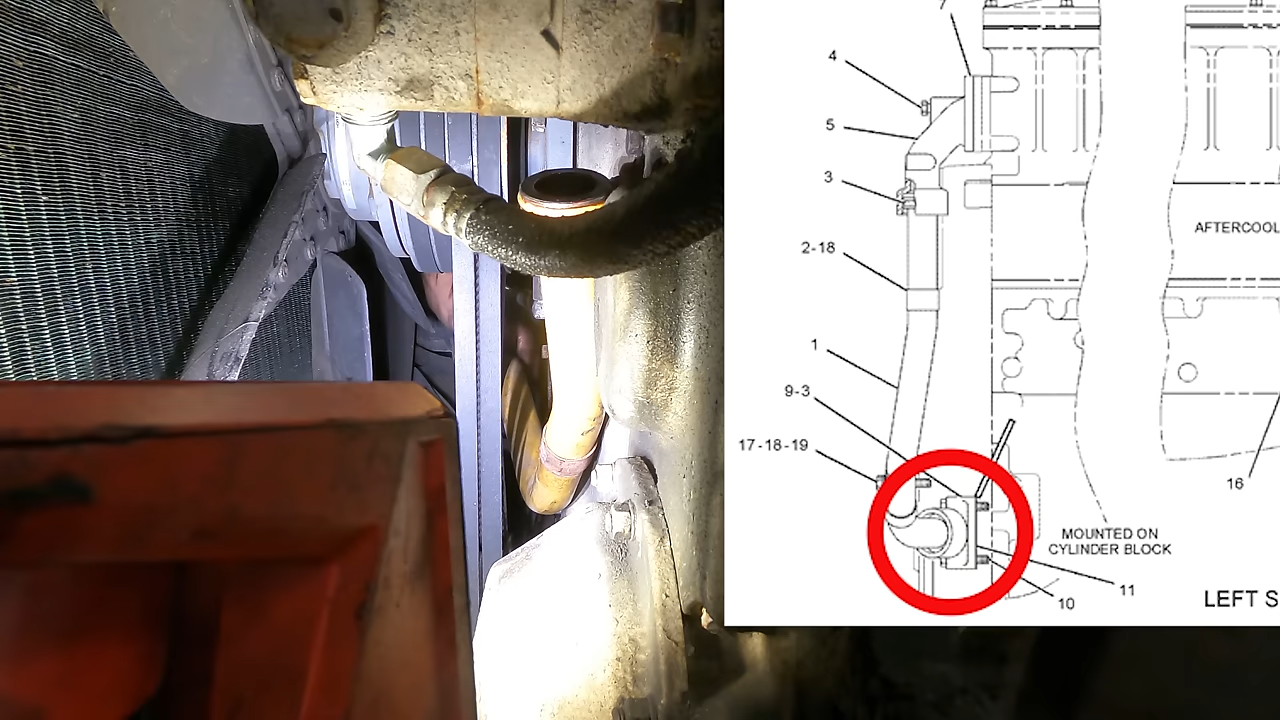 7
4
5
3
2-18
AFTERCOOL
1
9-3
17-18-19
16
MOUNTED ON
CYLINDER BLOCK
11
10
LEFT S